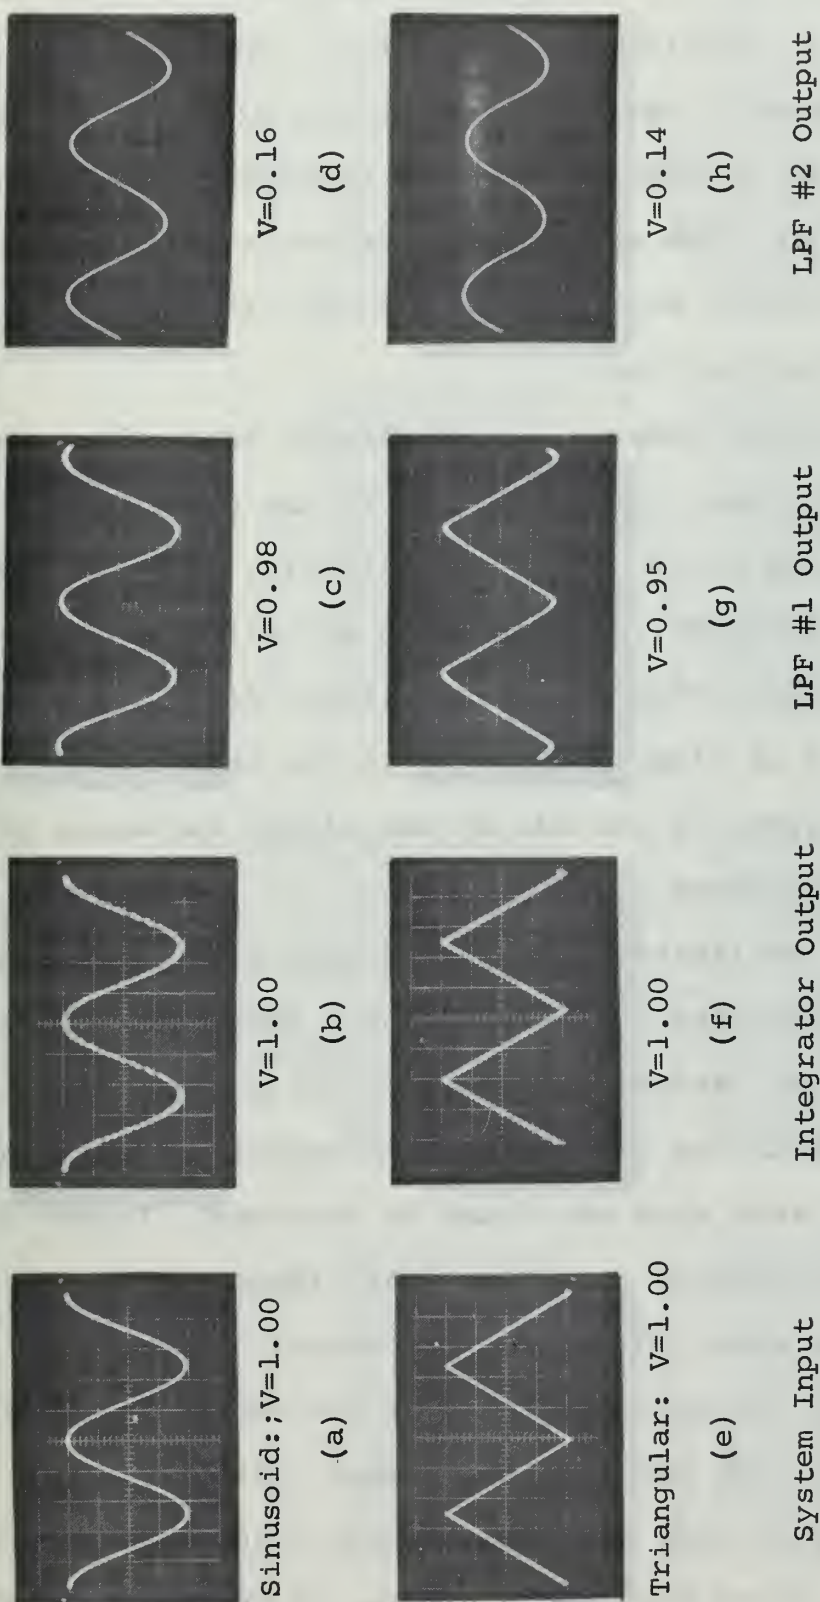 Sinusoid:;V=1.00
V=1.00
V=0.98
V=0.16
(a)
(b)
(c)
(d)
Triangular: V=1.00
V=1.00
V=0.95
V=0.14
(e)
(f)
(g)
(h)
System Input
Integrator Output
LPF #1 Output
LPF #2 Output